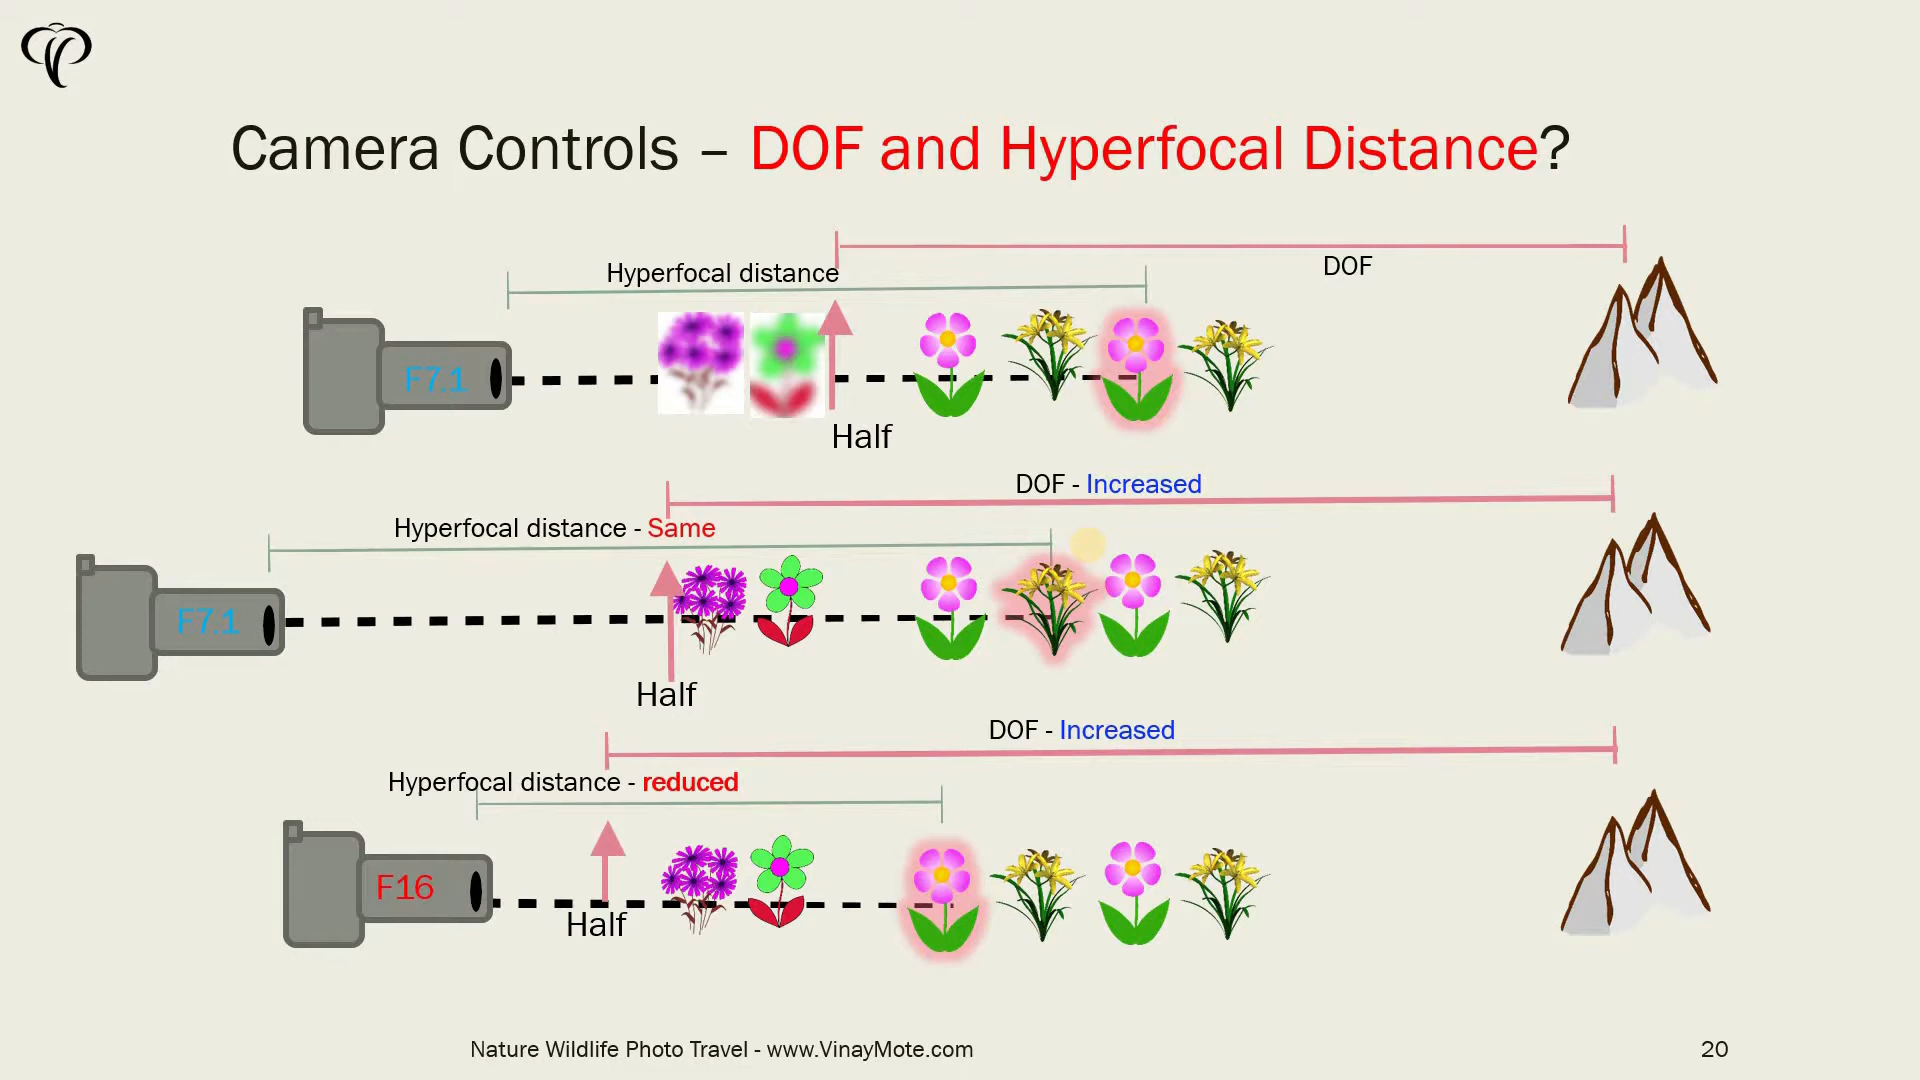 Camera Controls – DOF and Hyperfocal Distance?
Hyperfocal distance
DOF
F7.1
Half
DOF - Increased
Hyperfocal distance - Same
F7.1
Half
DOF - Increased
Hyperfocal distance - reduced
F16
Half
Nature Wildlife Photo Travel - www.VinayMote.com
20